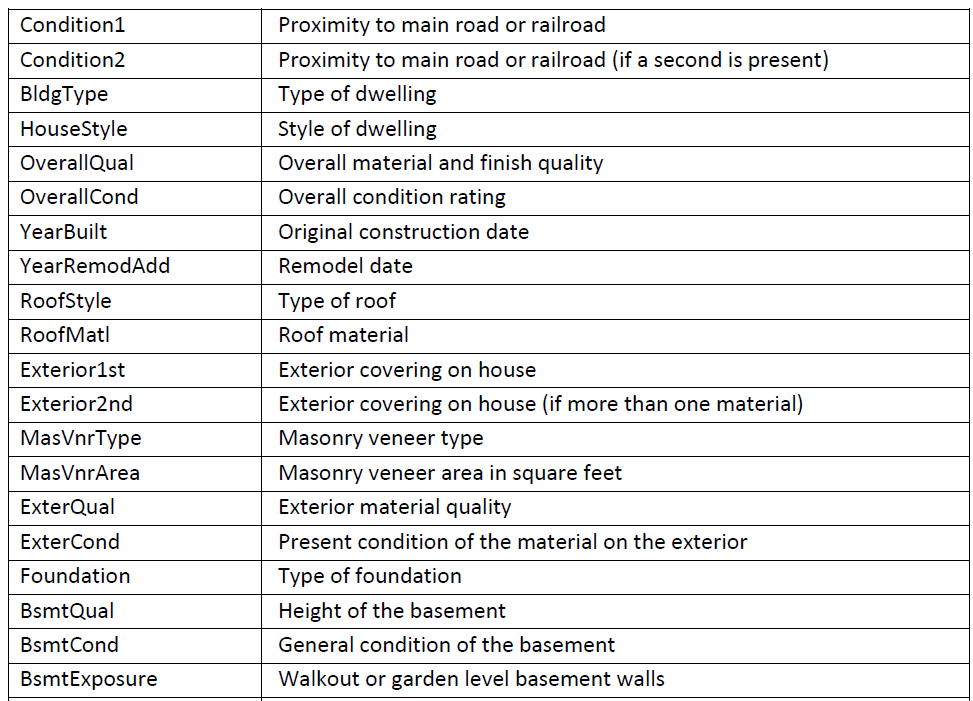 Condition1 Proximity to main road or railroad
Condition2 Proximity to main road or railroad (if a second is present)
BldgType Type of dwelling
HouseStyle Style of dwelling
OverallQual Overall material and finish quality
OverallCond Overall condition rating
YearBuilt Original construction date
YearRemodAdd Remodel date
RoofStyle Type of roof
RoofMatl Roof material
Exterior1st Exterior covering on house
Exterior2nd Exterior covering on house (if more than one material)
MasVnrType Masonry veneer type
MasVnrArea Masonry veneer area in square feet
ExterQual Exterior material quality
ExterCond Present condition of the material on the exterior
Foundation Type of foundation
BsmtQual Height of the basement
BsmtCond General condition of the basement
BsmtExposure Walkout or garden level basement walls